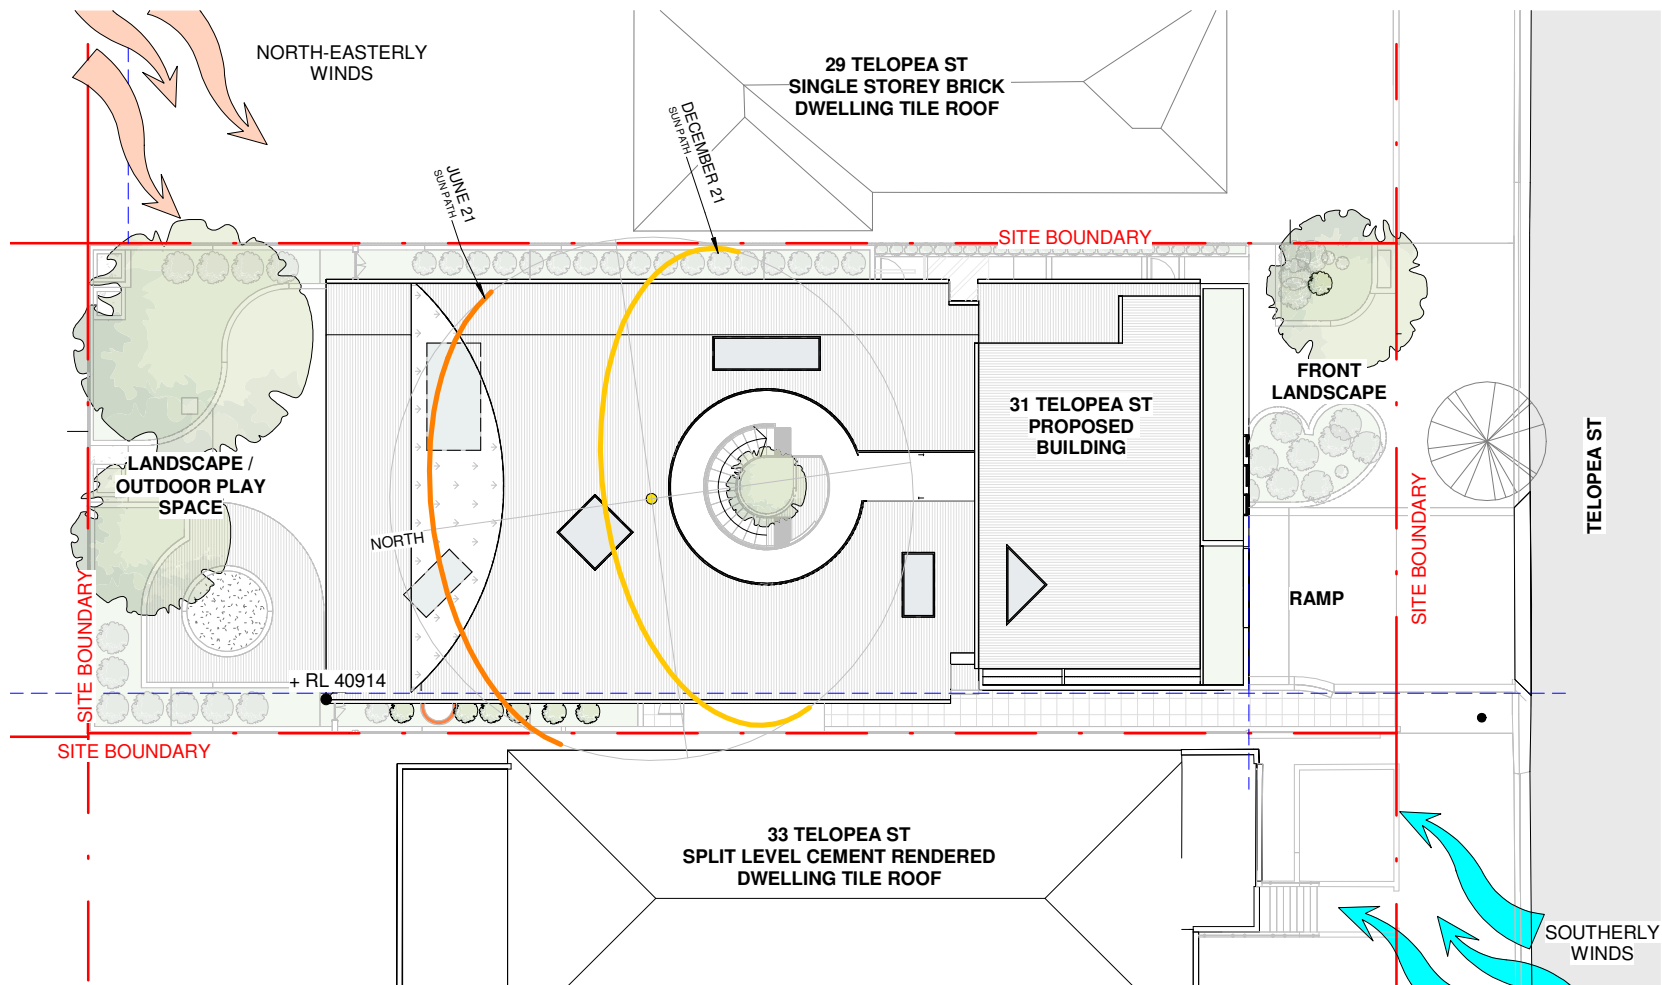 NORTH-EASTERLY
WINDS
29 TELOPEA ST
SINGLE STOREY BRICK
DWELLING TILE ROOF
DECEMBER 21
SUN PATH
JUNE 21
SUN PATH
SITE BOUNDARY
FRONT
LANDSCAPE
31 TELOPEA ST
PROPOSED
BUILDING
TELOPEA ST
LANDSCAPE /
OUTDOOR PLAY
SPACE
NORTH
SITE BOUNDARY
RAMP
SITE BOUNDARY
+ RL 40914
SITE BOUNDARY
33 TELOPEA ST
SPLIT LEVEL CEMENT RENDERED
DWELLING TILE ROOF
SOUTHERLY
WINDS